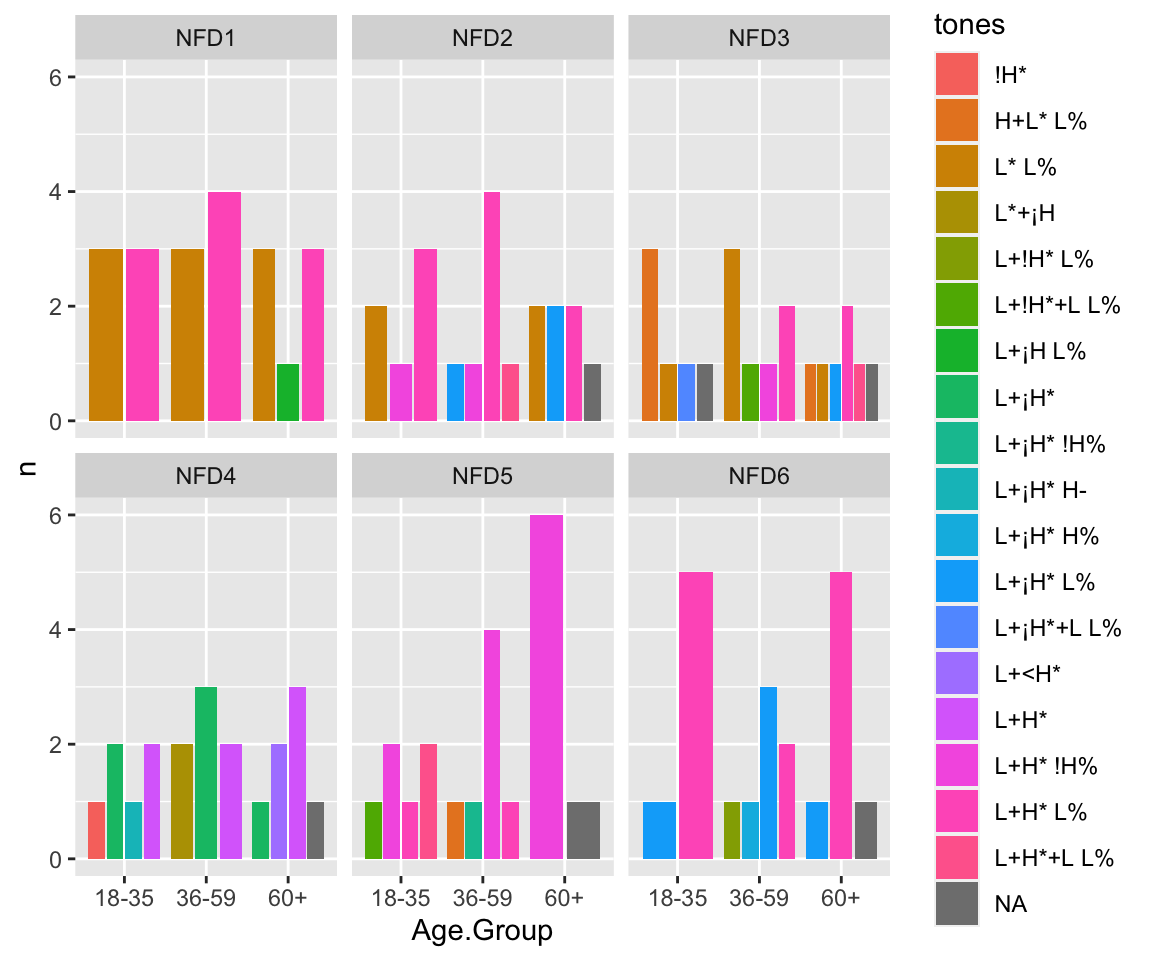 NFD1 NFD2 NFD3
6
4
2
0
NFD4 NFD5 NFD6
6
4
2
0
18-35 36-59 60+ 18-35 36-59 60+ 18-35 36-59 60+
Age.Group
n
tones
!H*
H+L* L%
L* L%
L*+¡H
L+!H* L%
L+!H*+L L%
L+¡H L%
L+¡H*
L+¡H* !H%
L+¡H* H-
L+¡H* H%
L+¡H* L%
L+¡H*+L L%
L+<H*
L+H*
L+H* !H%
L+H* L%
L+H*+L L%
NA